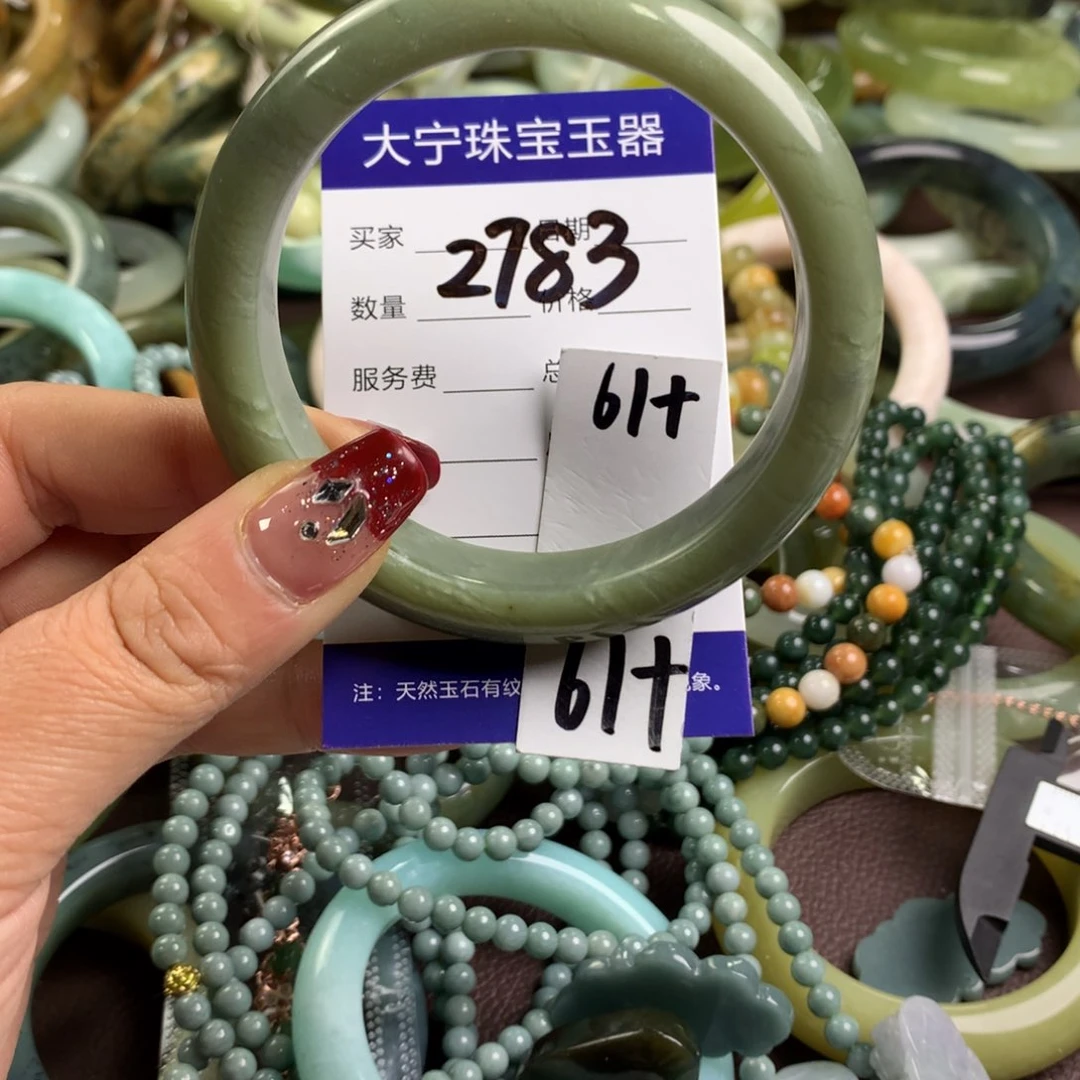 大宁珠宝玉器
买家 日期
2783
数量 价格
服务费 总
61+
61+
注：天然玉石有纹 象。